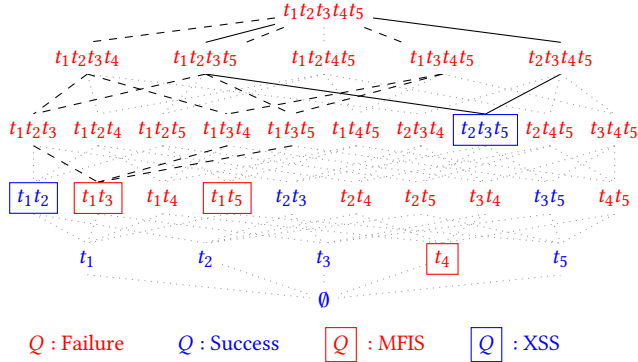 t₁t₂t₃t₄t₅
t₁t₂t₃t₄ t₁t₂t₃t₅ t₁t₂t₄t₅ t₁t₃t₄t₅ t₂t₃t₄t₅
t₁t₂t₃ t₁t₂t₄ t₁t₂t₅ t₁t₃t₄ t₁t₃t₅ t₁t₄t₅ t₂t₃t₄ t₂t₃t₅ t₂t₄t₅ t₃t₄t₅
t₁t₂ t₁t₃ t₁t₄ t₁t₅ t₂t₃ t₂t₄ t₂t₅ t₃t₄ t₃t₅ t₄t₅
t₁ t₂ t₃ t₄ t₅
∅
Q : Failure Q : Success Q : MFIS Q : XSS